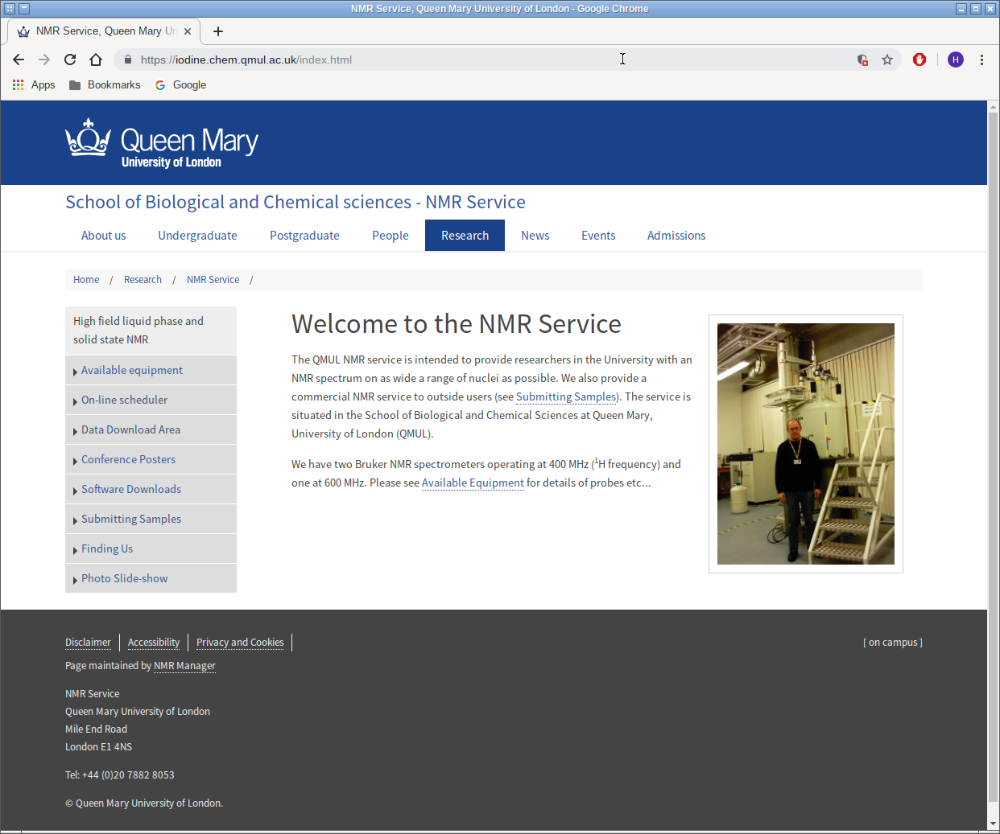 NMR Service, Queen Mary University of London - Google Chrome
NMR Service, Queen Mary Un
https://iodine.chem.qmul.ac.uk/index.html
H
Apps Bookmarks Google
Queen Mary
University of London
School of Biological and Chemical sciences - NMR Service
About us Undergraduate Postgraduate People Research News Events Admissions
Home / Research / NMR Service /
High field liquid phase and
solid state NMR
Available equipment
On-line scheduler
Data Download Area
Conference Posters
Software Downloads
Submitting Samples
Finding Us
Photo Slide-show
Welcome to the NMR Service
The QMUL NMR service is intended to provide researchers in the University with an
NMR spectrum on as wide a range of nuclei as possible. We also provide a
commercial NMR service to outside users (see Submitting Samples). The service is
situated in the School of Biological and Chemical Sciences at Queen Mary,
University of London (QMUL).
We have two Bruker NMR spectrometers operating at 400 MHz (¹H frequency) and
one at 600 MHz. Please see Available Equipment for details of probes etc...
Disclaimer Accessibility Privacy and Cookies
[ on campus ]
Page maintained by NMR Manager
NMR Service
Queen Mary University of London
Mile End Road
London E1 4NS
Tel: +44 (0)20 7882 8053
© Queen Mary University of London.